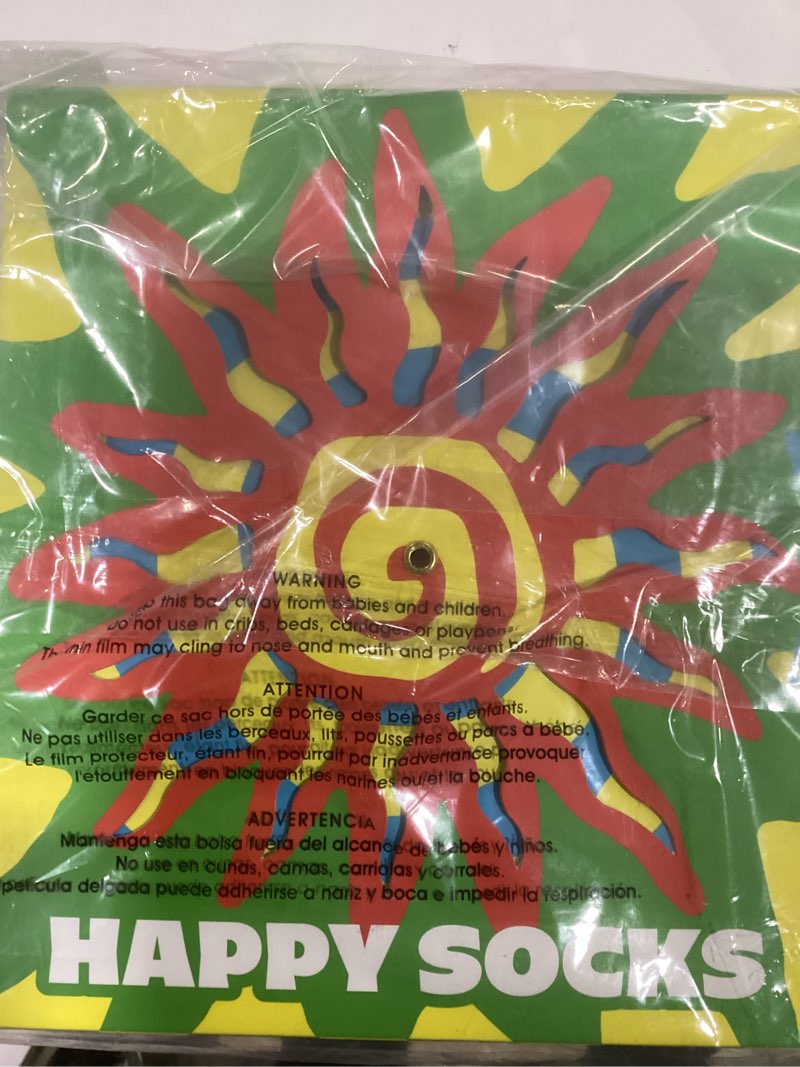 WARNING
this bag away from babies and children.
Do not use in cribs, beds, carriages or playpens.
thin film may cling to nose and mouth and prevent breathing.
ATTENTION
Garder ce sac hors de portée des bébés et enfants.
Ne pas utiliser dans les berceaux, lits, poussettes ou parcs à bébé.
Le film protecteur, étant fin, pourrait par inadvertance provoquer
l'étouffement en bloquant les narines ou/et la bouche.
ADVERTENCIA
Mantenga esta bolsa fuera del alcance de bebés y niños.
No use en cunas, camas, carriolas y corrales.
película delgada puede adherirse a nariz y boca e impedir la respiración.
HAPPY SOCKS